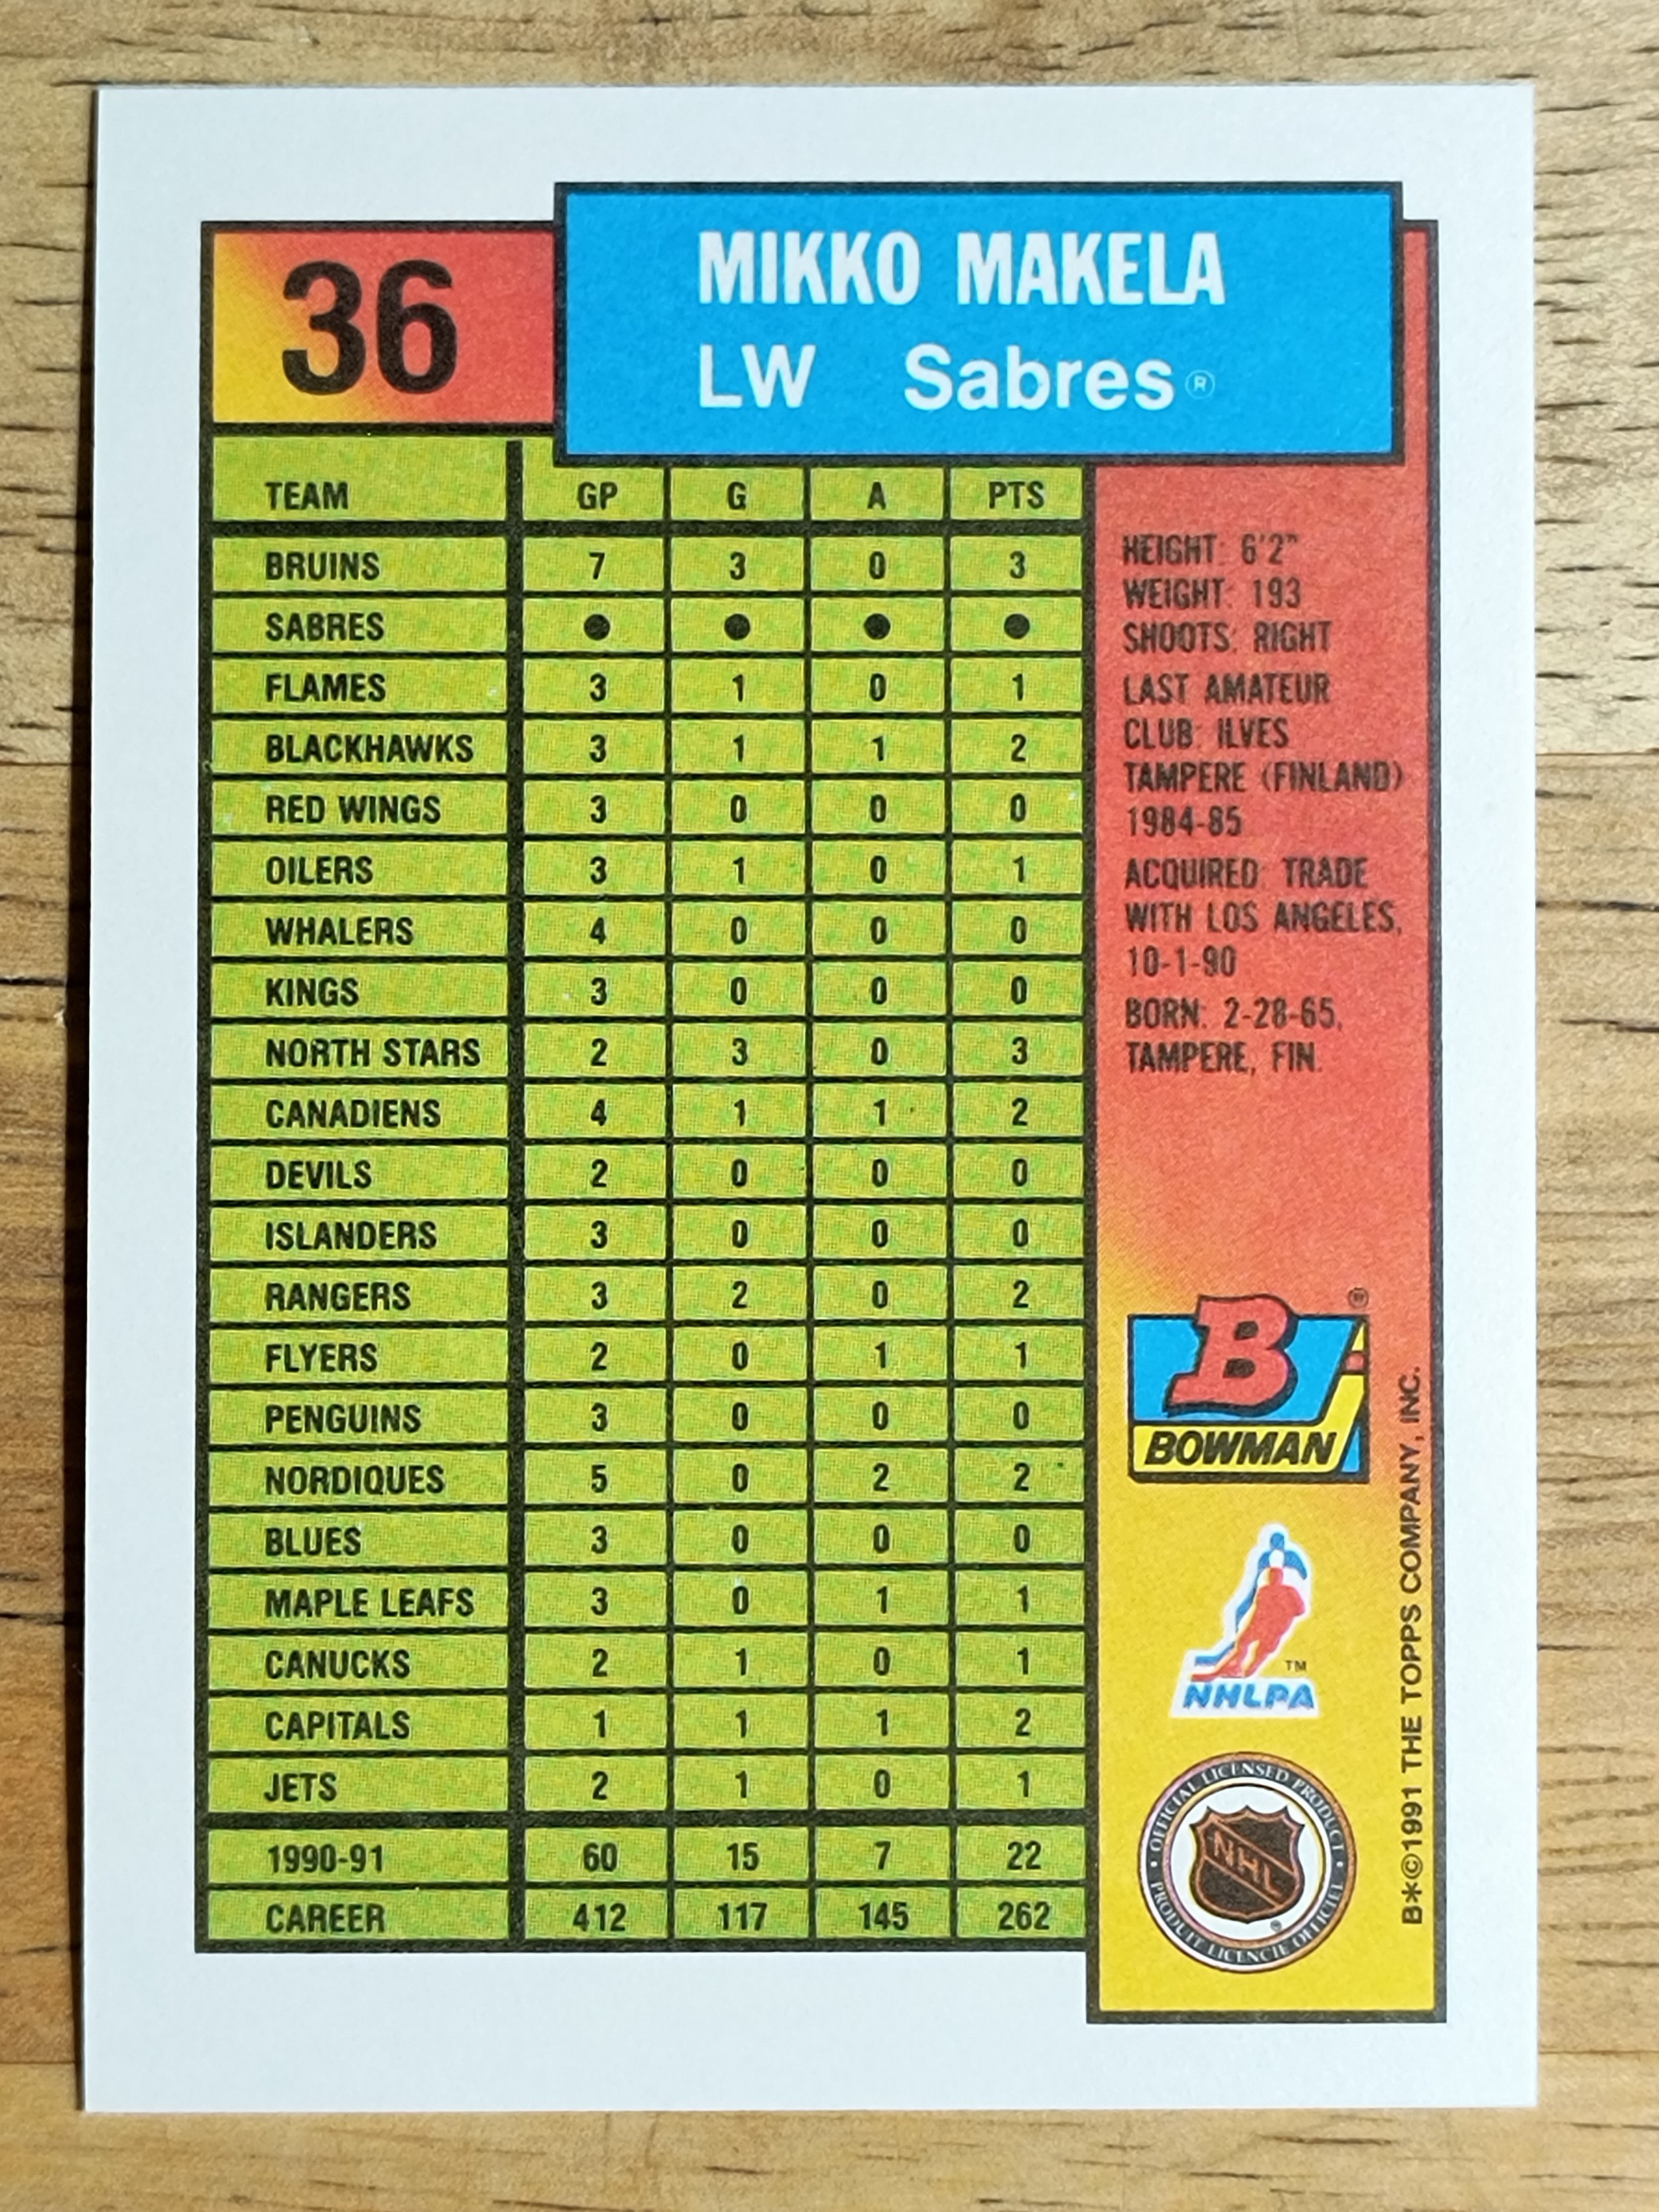 36
MIKKO MAKELA
LW Sabres®
TEAM GP G A PTS
BRUINS 7 3 0 3
SABRES ● ● ● ●
FLAMES 3 1 0 1
BLACKHAWKS 3 1 1 2
RED WINGS 3 0 0 0
OILERS 3 1 0 1
WHALERS 4 0 0 0
KINGS 3 0 0 0
NORTH STARS 2 3 0 3
CANADIENS 4 1 1 2
DEVILS 2 0 0 0
ISLANDERS 3 0 0 0
RANGERS 3 2 0 2
FLYERS 2 0 1 1
PENGUINS 3 0 0 0
NORDIQUES 5 0 2 2
BLUES 3 0 0 0
MAPLE LEAFS 3 0 1 1
CANUCKS 2 1 0 1
CAPITALS 1 1 1 2
JETS 2 1 0 1
1990-91 60 15 7 22
CAREER 412 117 145 262
HEIGHT: 6'2"
WEIGHT: 193
SHOOTS: RIGHT
LAST AMATEUR
CLUB: ILVES
TAMPERE (FINLAND)
1984-85
ACQUIRED: TRADE
WITH LOS ANGELES,
10-1-90
BORN: 2-28-65,
TAMPERE, FIN.
B ®
BOWMAN
™
NHLPA
• OFFICIAL LICENSED PRODUCT •
NHL ®
PRODUIT LICENCIE OFFICIEL
B*©1991 THE TOPPS COMPANY, INC.